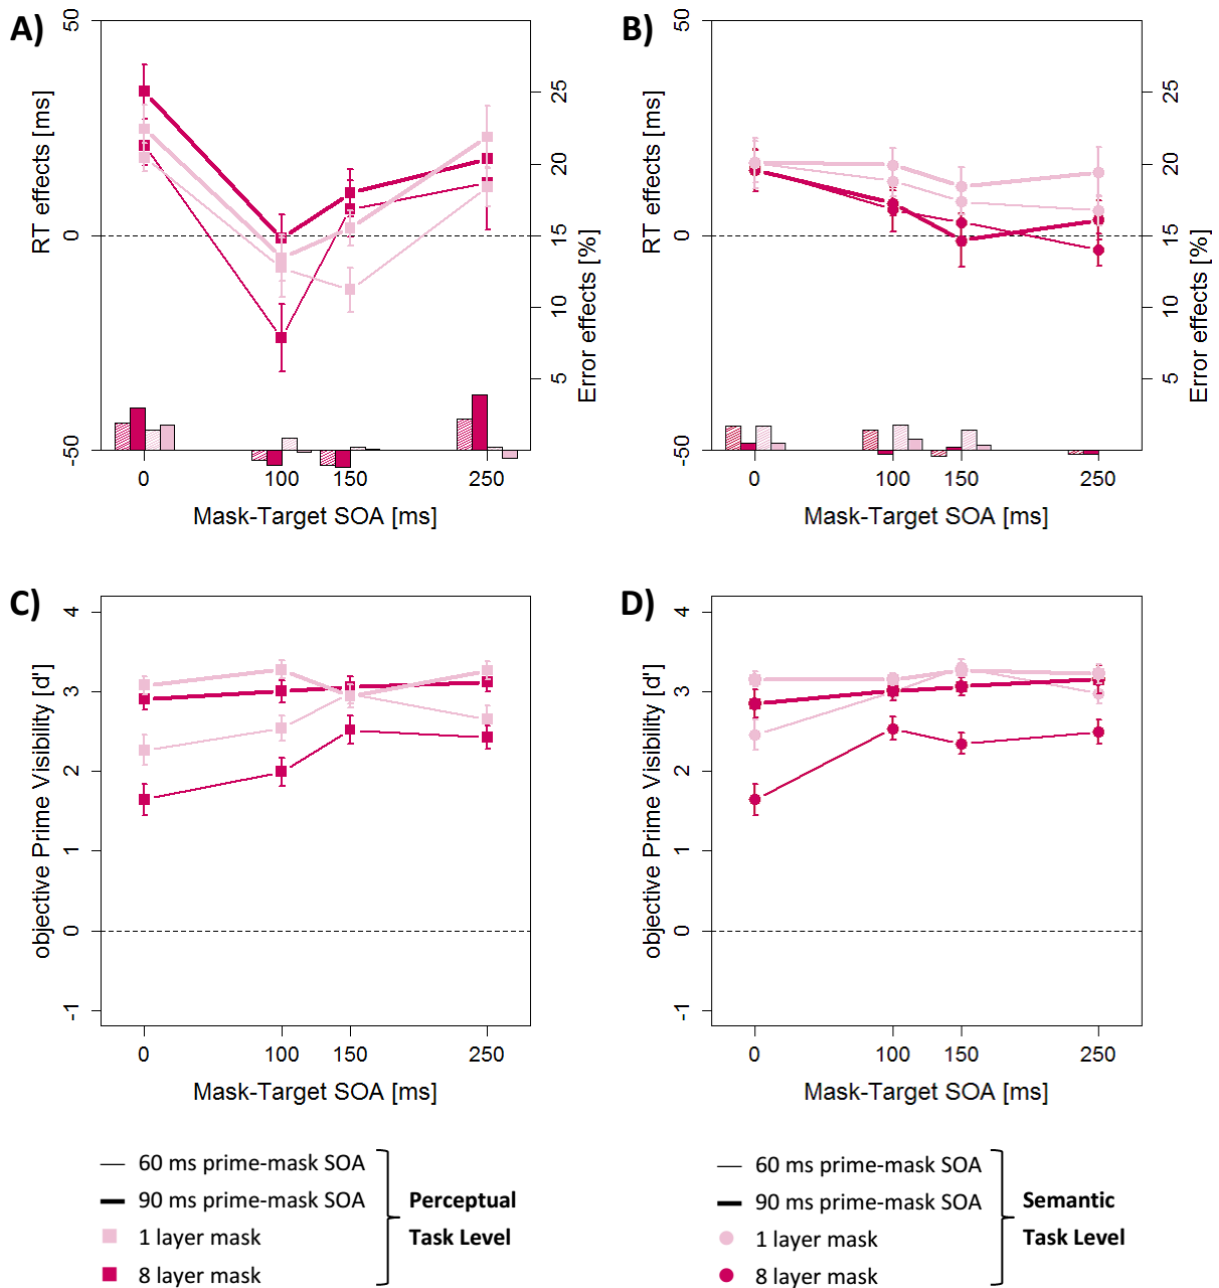 A)
50
0
-50
RT effects [ms]
25
20
15
10
5
Error effects [%]
0 100 150 250
Mask-Target SOA [ms]
B)
50
0
-50
RT effects [ms]
25
20
15
10
5
Error effects [%]
0 100 150 250
Mask-Target SOA [ms]
C)
4
3
2
1
0
-1
objective Prime Visibility [d']
0 100 150 250
Mask-Target SOA [ms]
D)
4
3
2
1
0
-1
objective Prime Visibility [d']
0 100 150 250
Mask-Target SOA [ms]
60 ms prime-mask SOA
90 ms prime-mask SOA
1 layer mask
8 layer mask
Perceptual
Task Level
60 ms prime-mask SOA
90 ms prime-mask SOA
1 layer mask
8 layer mask
Semantic
Task Level